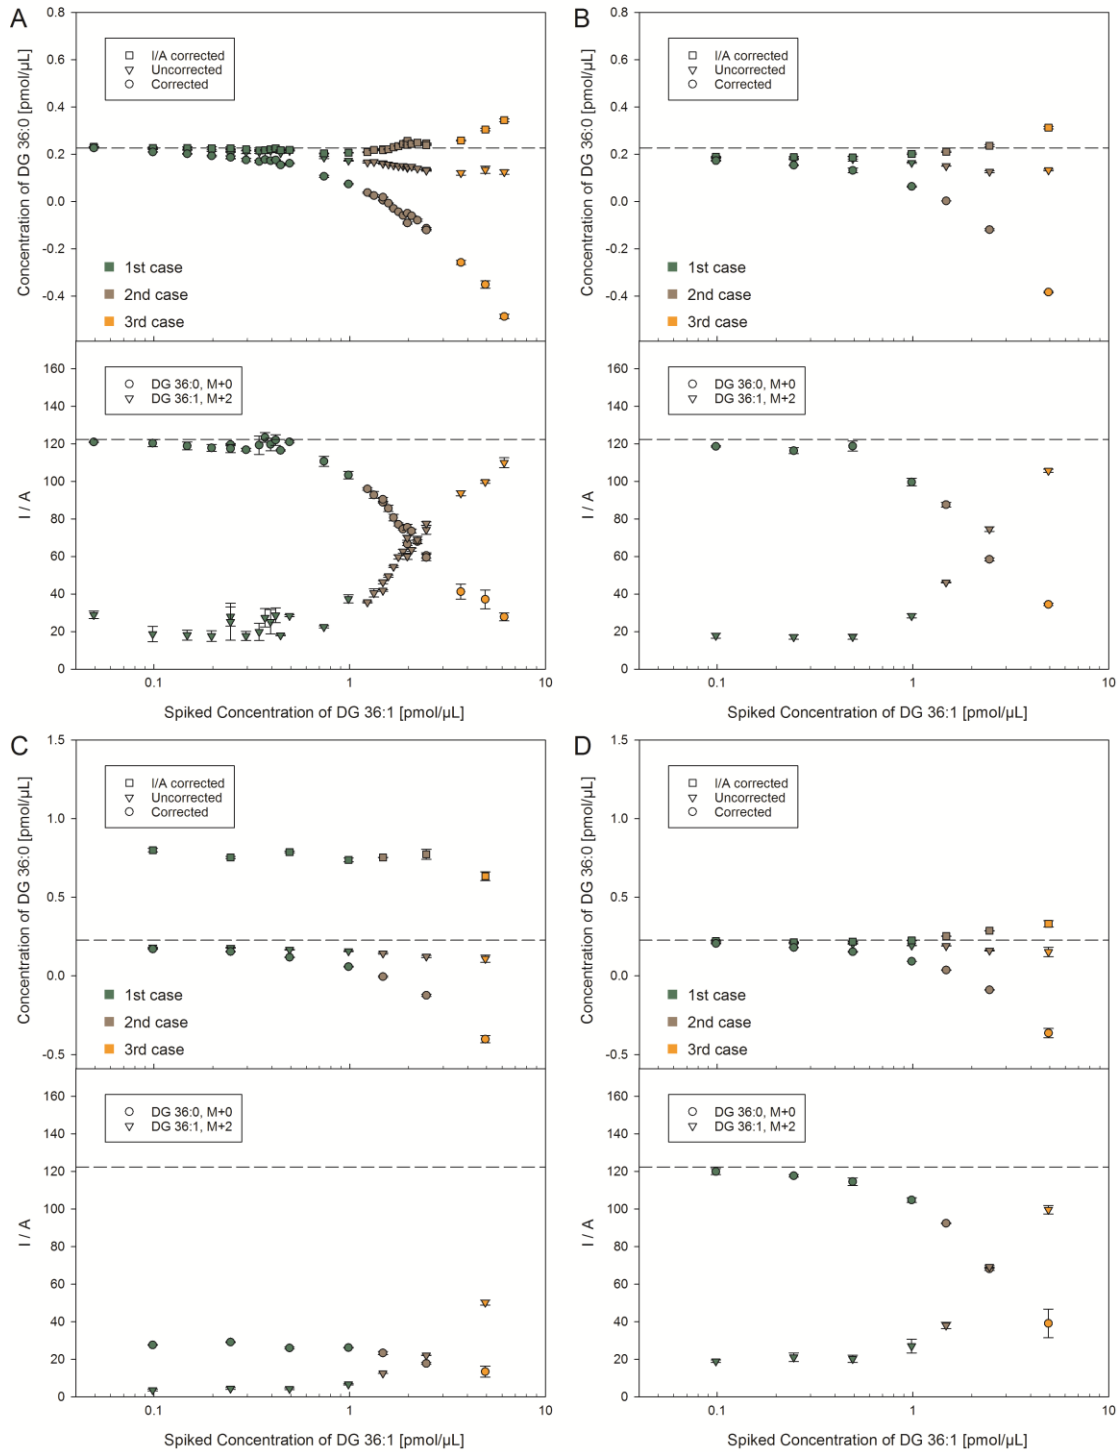 A
Concentration of DG 36:0 [pmol/µL]
0.8
0.6
0.4
0.2
0.0
-0.2
-0.4
I/A corrected
Uncorrected
Corrected
1st case
2nd case
3rd case
I / A
160
140
120
100
80
60
40
20
0
DG 36:0, M+0
DG 36:1, M+2
0.1
1
10
Spiked Concentration of DG 36:1 [pmol/µL]
B
Concentration of DG 36:0 [pmol/µL]
0.8
0.6
0.4
0.2
0.0
-0.2
-0.4
I/A corrected
Uncorrected
Corrected
1st case
2nd case
3rd case
I / A
160
140
120
100
80
60
40
20
0
DG 36:0, M+0
DG 36:1, M+2
0.1
1
10
Spiked Concentration of DG 36:1 [pmol/µL]
C
Concentration of DG 36:0 [pmol/µL]
1.5
1.0
0.5
0.0
-0.5
I/A corrected
Uncorrected
Corrected
1st case
2nd case
3rd case
I / A
160
140
120
100
80
60
40
20
0
DG 36:0, M+0
DG 36:1, M+2
0.1
1
10
Spiked Concentration of DG 36:1 [pmol/µL]
D
Concentration of DG 36:0 [pmol/µL]
1.5
1.0
0.5
0.0
-0.5
I/A corrected
Uncorrected
Corrected
1st case
2nd case
3rd case
I / A
160
140
120
100
80
60
40
20
0
DG 36:0, M+0
DG 36:1, M+2
0.1
1
10
Spiked Concentration of DG 36:1 [pmol/µL]